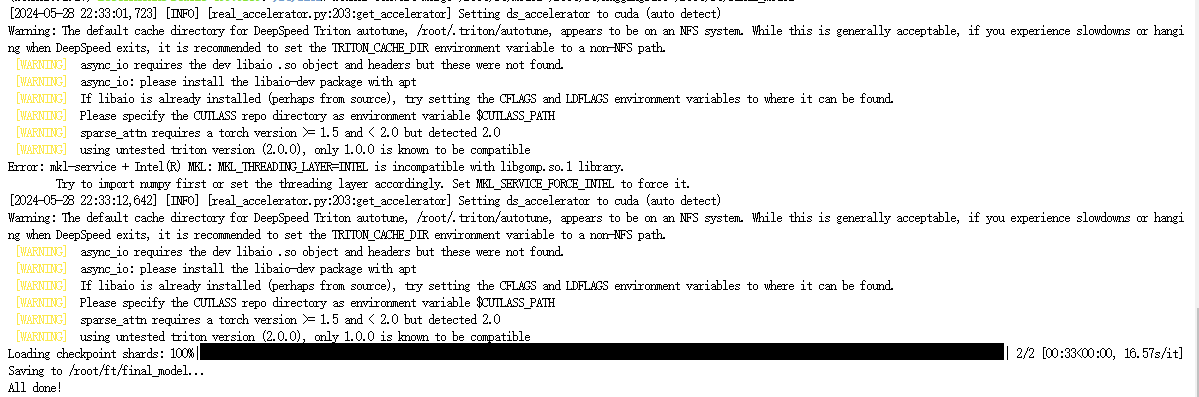 [2024-05-28 22:33:01,723] [INFO] [real_accelerator.py:203:get_accelerator] Setting ds_accelerator to cuda (auto detect)
Warning: The default cache directory for DeepSpeed Triton autotune, /root/.triton/autotune, appears to be on an NFS system. While this is generally acceptable, if you experience slowdowns or hangi
ng when DeepSpeed exits, it is recommended to set the TRITON_CACHE_DIR environment variable to a non-NFS path.
[WARNING] async_io requires the dev libaio .so object and headers but these were not found.
[WARNING] async_io: please install the libaio-dev package with apt
[WARNING] If libaio is already installed (perhaps from source), try setting the CFLAGS and LDFLAGS environment variables to where it can be found.
[WARNING] Please specify the CUTLASS repo directory as environment variable $CUTLASS_PATH
[WARNING] sparse_attn requires a torch version >= 1.5 and < 2.0 but detected 2.0
[WARNING] using untested triton version (2.0.0), only 1.0.0 is known to be compatible
Error: mkl-service + Intel(R) MKL: MKL_THREADING_LAYER=INTEL is incompatible with libgomp.so.1 library.
Try to import numpy first or set the threading layer accordingly. Set MKL_SERVICE_FORCE_INTEL to force it.
[2024-05-28 22:33:12,642] [INFO] [real_accelerator.py:203:get_accelerator] Setting ds_accelerator to cuda (auto detect)
Warning: The default cache directory for DeepSpeed Triton autotune, /root/.triton/autotune, appears to be on an NFS system. While this is generally acceptable, if you experience slowdowns or hangi
ng when DeepSpeed exits, it is recommended to set the TRITON_CACHE_DIR environment variable to a non-NFS path.
[WARNING] async_io requires the dev libaio .so object and headers but these were not found.
[WARNING] async_io: please install the libaio-dev package with apt
[WARNING] If libaio is already installed (perhaps from source), try setting the CFLAGS and LDFLAGS environment variables to where it can be found.
[WARNING] Please specify the CUTLASS repo directory as environment variable $CUTLASS_PATH
[WARNING] sparse_attn requires a torch version >= 1.5 and < 2.0 but detected 2.0
[WARNING] using untested triton version (2.0.0), only 1.0.0 is known to be compatible
Loading checkpoint shards: 100%| | 2/2 [00:33<00:00, 16.57s/it]
Saving to /root/ft/final_model...
All done!